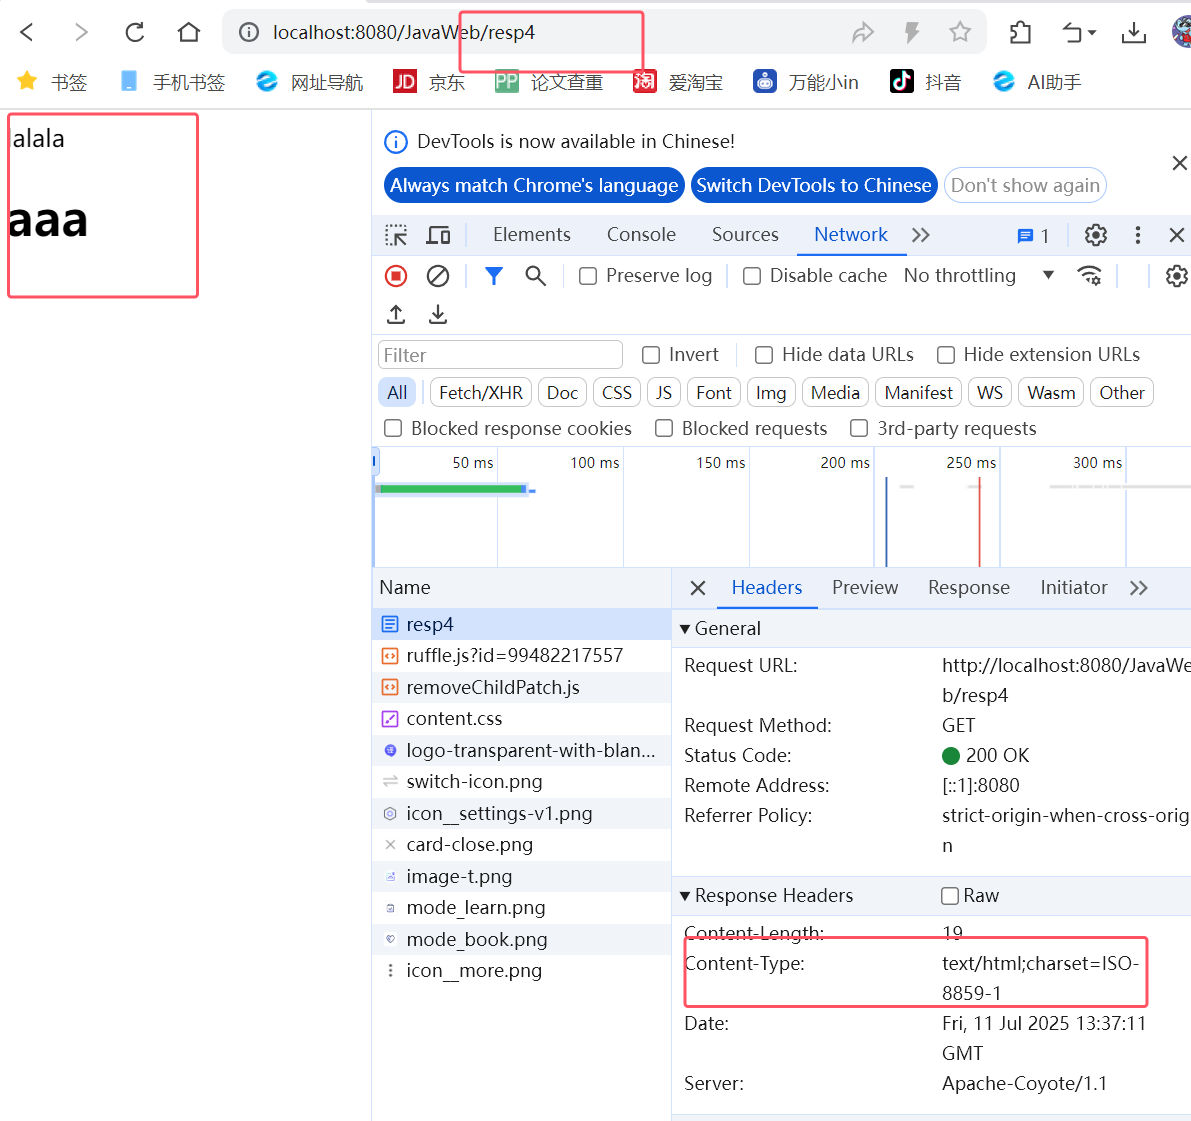 localhost:8080/JavaWeb/resp4
书签 手机书签 网址导航 JD 京东 PP 论文查重 淘 爱淘宝 万能小in 抖音 AI助手
lalala
aaa
DevTools is now available in Chinese!
Always match Chrome's language Switch DevTools to Chinese Don't show again
Elements Console Sources Network 1
Preserve log Disable cache No throttling
Filter Invert Hide data URLs Hide extension URLs
All Fetch/XHR Doc CSS JS Font Img Media Manifest WS Wasm Other
Blocked response cookies Blocked requests 3rd-party requests
50 ms 100 ms 150 ms 200 ms 250 ms 300 ms
Name
resp4
ruffle.js?id=99482217557
removeChildPatch.js
content.css
logo-transparent-with-blan...
switch-icon.png
icon__settings-v1.png
card-close.png
image-t.png
mode_learn.png
mode_book.png
icon__more.png
Headers Preview Response Initiator
General
Request URL: http://localhost:8080/JavaWe
b/resp4
Request Method: GET
Status Code: 200 OK
Remote Address: [::1]:8080
Referrer Policy: strict-origin-when-cross-orig
n
Response Headers Raw
Content-Length: 19
Content-Type: text/html;charset=ISO-
8859-1
Date: Fri, 11 Jul 2025 13:37:11
GMT
Server: Apache-Coyote/1.1